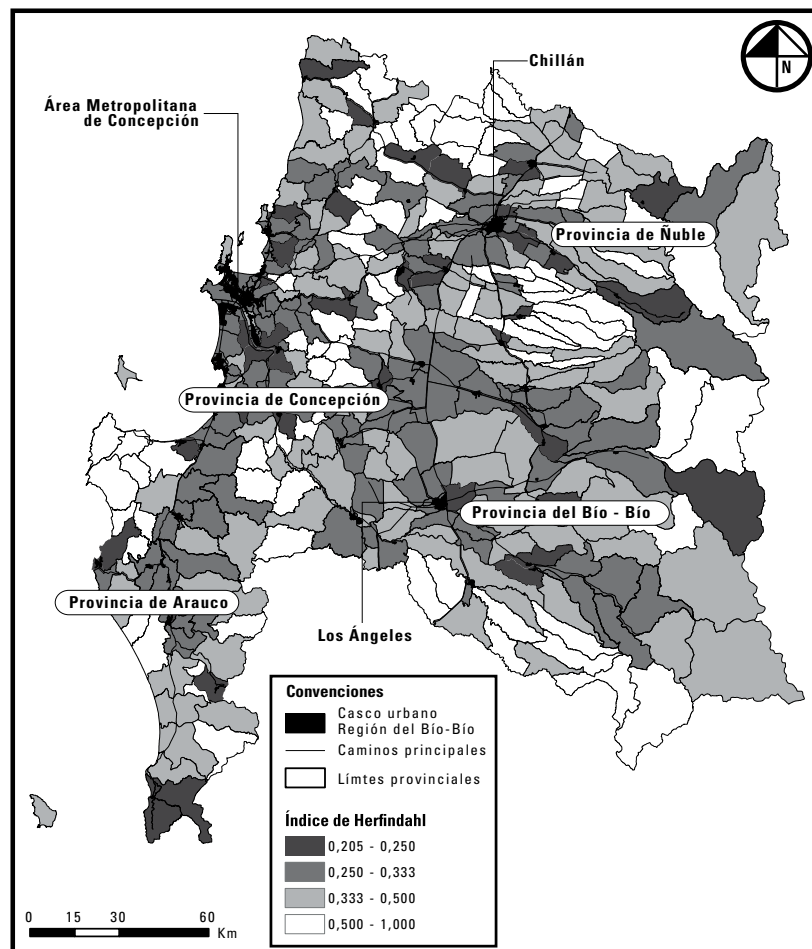 Chillán
N
Área Metropolitana
de Concepción
Provincia de Ñuble
Provincia de Concepción
Provincia del Bío - Bío
Provincia de Arauco
Los Ángeles
Convenciones
Casco urbano
Región del Bío-Bío
Caminos principales
Límtes provinciales
Índice de Herfindahl
0,205 - 0,250
0,250 - 0,333
0,333 - 0,500
0,500 - 1,000
0 15 30 60
Km